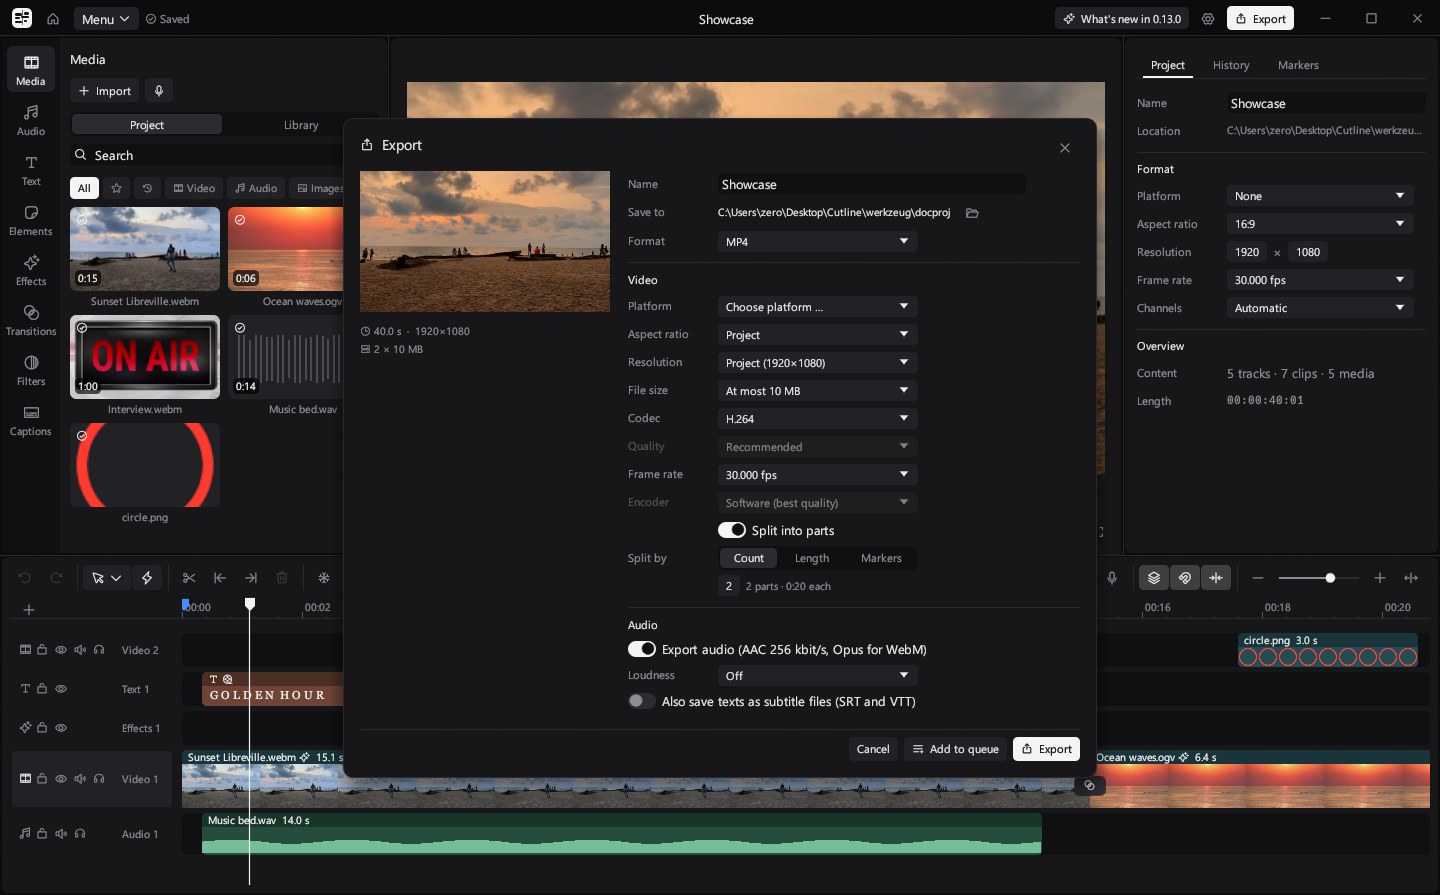 Menu
Saved
Showcase
What's new in 0.13.0
Export
Media
Audio
Text
Elements
Effects
Transitions
Filters
Captions
Media
Import
Project
Library
Search
All
Video
Audio
Images
0:15
Sunset Libreville.webm
0:06
Ocean waves.ogv
ON AIR
1:00
Interview.webm
0:14
Music bed.wav
circle.png
Export
40.0 s · 1920×1080
2 × 10 MB
Name
Showcase
Save to
C:\Users\zero\Desktop\Cutline\werkzeug\docproj
Format
MP4
Video
Platform
Choose platform ...
Aspect ratio
Project
Resolution
Project (1920×1080)
File size
At most 10 MB
Codec
H.264
Quality
Recommended
Frame rate
30.000 fps
Encoder
Software (best quality)
Split into parts
Split by
Count
Length
Markers
2
2 parts · 0:20 each
Audio
Export audio (AAC 256 kbit/s, Opus for WebM)
Loudness
Off
Also save texts as subtitle files (SRT and VTT)
Cancel
Add to queue
Export
Project
History
Markers
Name
Showcase
Location
C:\Users\zero\Desktop\Cutline\werkzeu...
Format
Platform
None
Aspect ratio
16:9
Resolution
1920 × 1080
Frame rate
30.000 fps
Channels
Automatic
Overview
Content
5 tracks · 7 clips · 5 media
Length
00:00:40:01
00:00
00:02
00:16
00:18
00:20
Video 2
circle.png 3.0 s
Text 1
GOLDEN HOUR
Effects 1
Video 1
Sunset Libreville.webm 15.1 s
Ocean waves.ogv 6.4 s
Audio 1
Music bed.wav 14.0 s